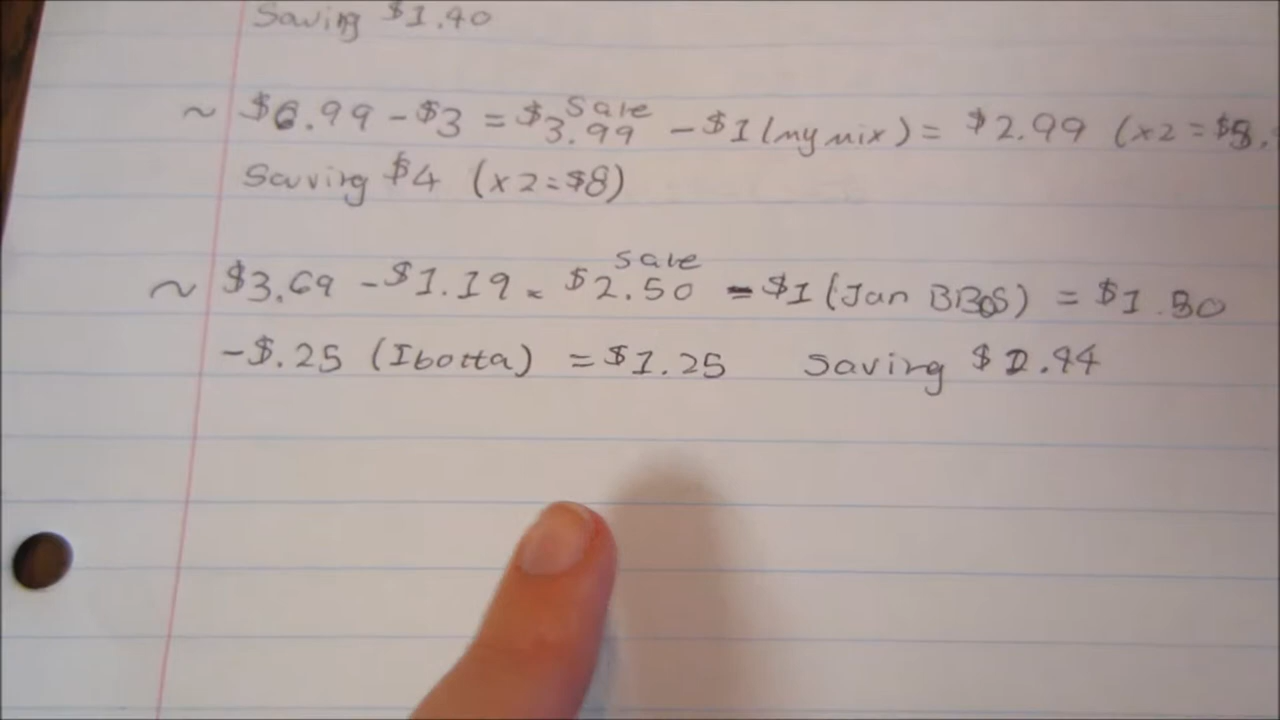 Saving $1.40
~ $6.99 - $3 = $3.99 sale - $1 (my mix) = $2.99 (x2 = $5.
Saving $4 (x2=$8)
~ $3.69 - $1.19 = $2.50 sale - $1 (Jan BBOS) = $1.50
- $.25 (Ibotta) = $1.25 Saving $2.44